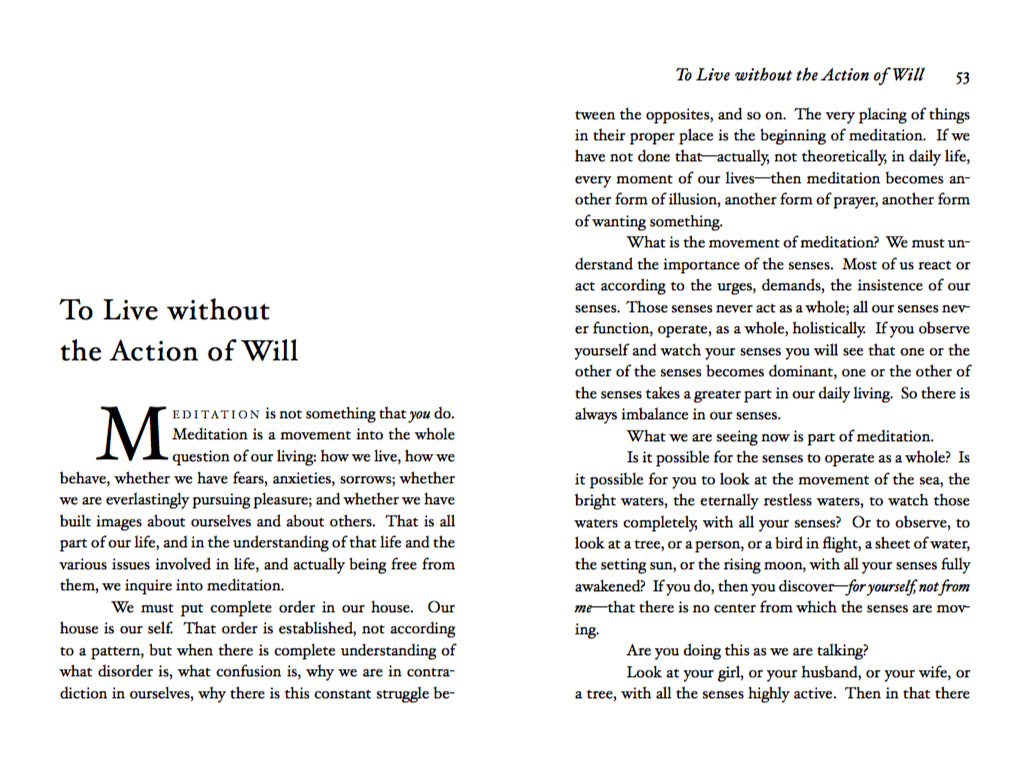 To Live without
the Action of Will
MEDITATION is not something that you do.
Meditation is a movement into the whole
question of our living: how we live, how we
behave, whether we have fears, anxieties, sorrows; whether
we are everlastingly pursuing pleasure; and whether we have
built images about ourselves and about others. That is all
part of our life, and in the understanding of that life and the
various issues involved in life, and actually being free from
them, we inquire into meditation.
We must put complete order in our house. Our
house is our self. That order is established, not according
to a pattern, but when there is complete understanding of
what disorder is, what confusion is, why we are in contra-
diction in ourselves, why there is this constant struggle be-
To Live without the Action of Will 53
tween the opposites, and so on. The very placing of things
in their proper place is the beginning of meditation. If we
have not done that—actually, not theoretically, in daily life,
every moment of our lives—then meditation becomes an-
other form of illusion, another form of prayer, another form
of wanting something.
What is the movement of meditation? We must un-
derstand the importance of the senses. Most of us react or
act according to the urges, demands, the insistence of our
senses. Those senses never act as a whole; all our senses nev-
er function, operate, as a whole, holistically. If you observe
yourself and watch your senses you will see that one or the
other of the senses becomes dominant, one or the other of
the senses takes a greater part in our daily living. So there is
always imbalance in our senses.
What we are seeing now is part of meditation.
Is it possible for the senses to operate as a whole? Is
it possible for you to look at the movement of the sea, the
bright waters, the eternally restless waters, to watch those
waters completely, with all your senses? Or to observe, to
look at a tree, or a person, or a bird in flight, a sheet of water,
the setting sun, or the rising moon, with all your senses fully
awakened? If you do, then you discover—for yourself, not from
me—that there is no center from which the senses are mov-
ing.
Are you doing this as we are talking?
Look at your girl, or your husband, or your wife, or
a tree, with all the senses highly active. Then in that there